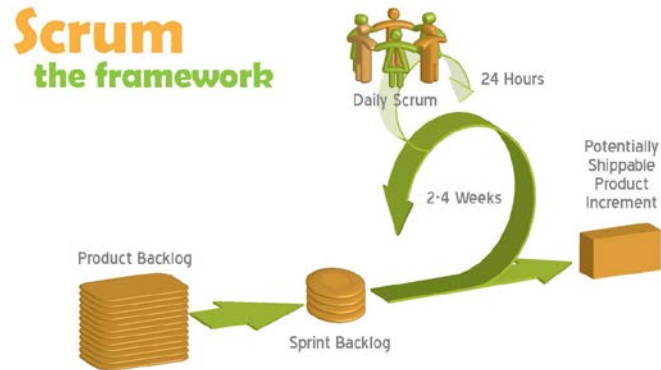 Scrum
the framework
24 Hours
Daily Scrum
Potentially
Shippable
Product
Increment
2-4 Weeks
Product Backlog
Sprint Backlog